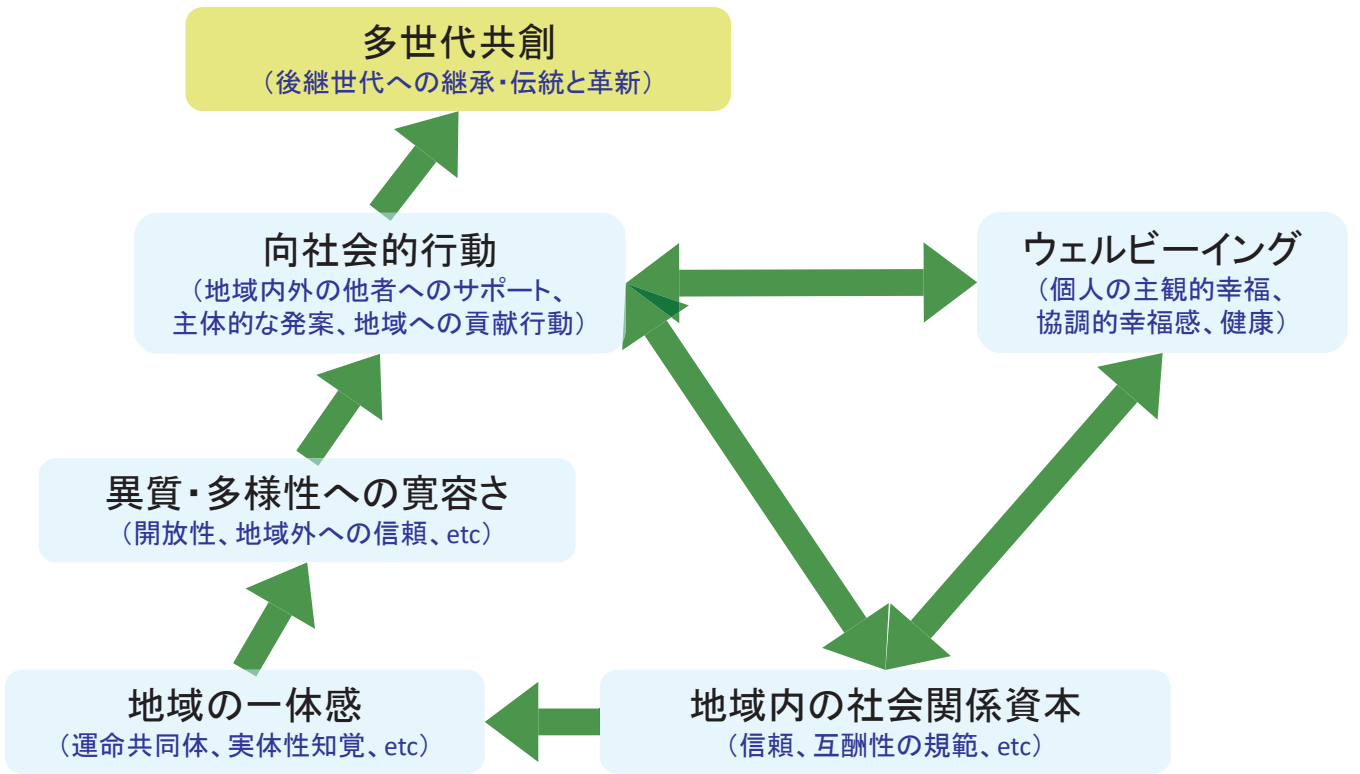 多世代共創
（後継世代への継承・伝統と革新）
向社会的行動
（地域内外の他者へのサポート、
主体的な発案、地域への貢献行動）
ウェルビーイング
（個人の主観的幸福、
協調的幸福感、健康）
異質・多様性への寛容さ
（開放性、地域外への信頼、etc）
地域の一体感
（運命共同体、実体性知覚、etc）
地域内の社会関係資本
（信頼、互酬性の規範、etc）